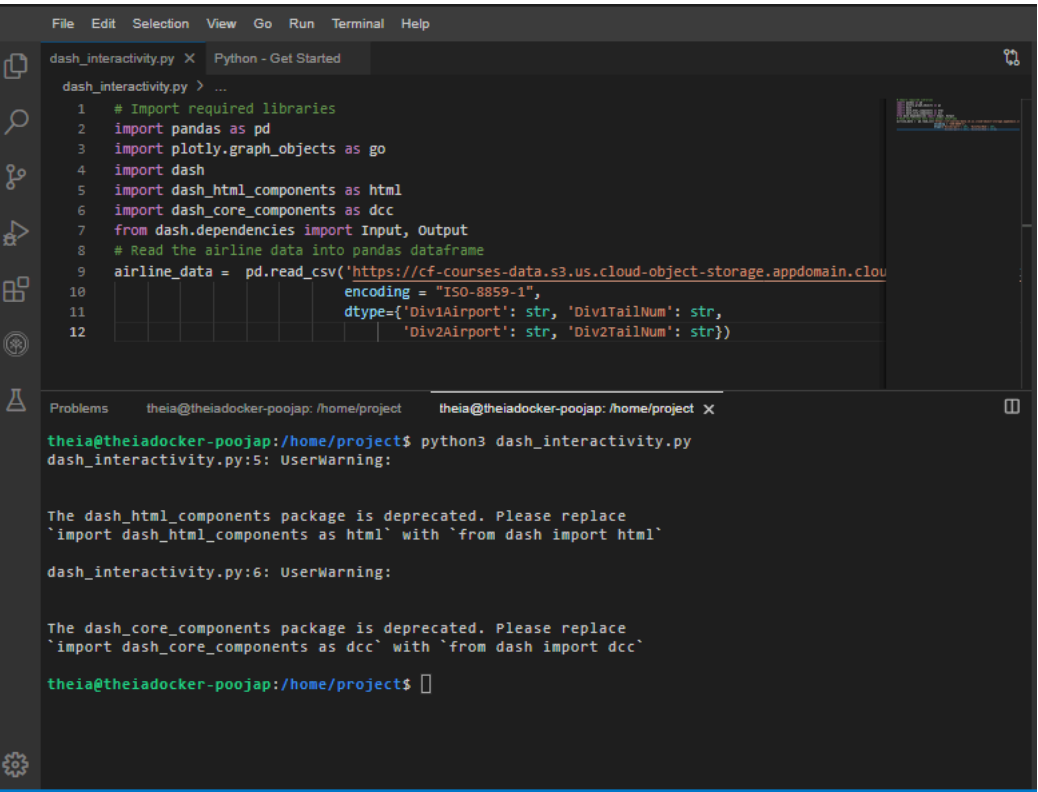 File Edit Selection View Go Run Terminal Help
dash_interactivity.py × Python - Get Started
dash_interactivity.py > ...
1 # Import required libraries
2 import pandas as pd
3 import plotly.graph_objects as go
4 import dash
5 import dash_html_components as html
6 import dash_core_components as dcc
7 from dash.dependencies import Input, Output
8 # Read the airline data into pandas dataframe
9 airline_data =  pd.read_csv('https://cf-courses-data.s3.us.cloud-object-storage.appdomain.clou
10 encoding = "ISO-8859-1",
11 dtype={'Div1Airport': str, 'Div1TailNum': str,
12 'Div2Airport': str, 'Div2TailNum': str})
Problems theia@theiadocker-poojap: /home/project theia@theiadocker-poojap: /home/project ×
theia@theiadocker-poojap:/home/project$ python3 dash_interactivity.py
dash_interactivity.py:5: UserWarning:
The dash_html_components package is deprecated. Please replace
`import dash_html_components as html` with `from dash import html`
dash_interactivity.py:6: UserWarning:
The dash_core_components package is deprecated. Please replace
`import dash_core_components as dcc` with `from dash import dcc`
theia@theiadocker-poojap:/home/project$